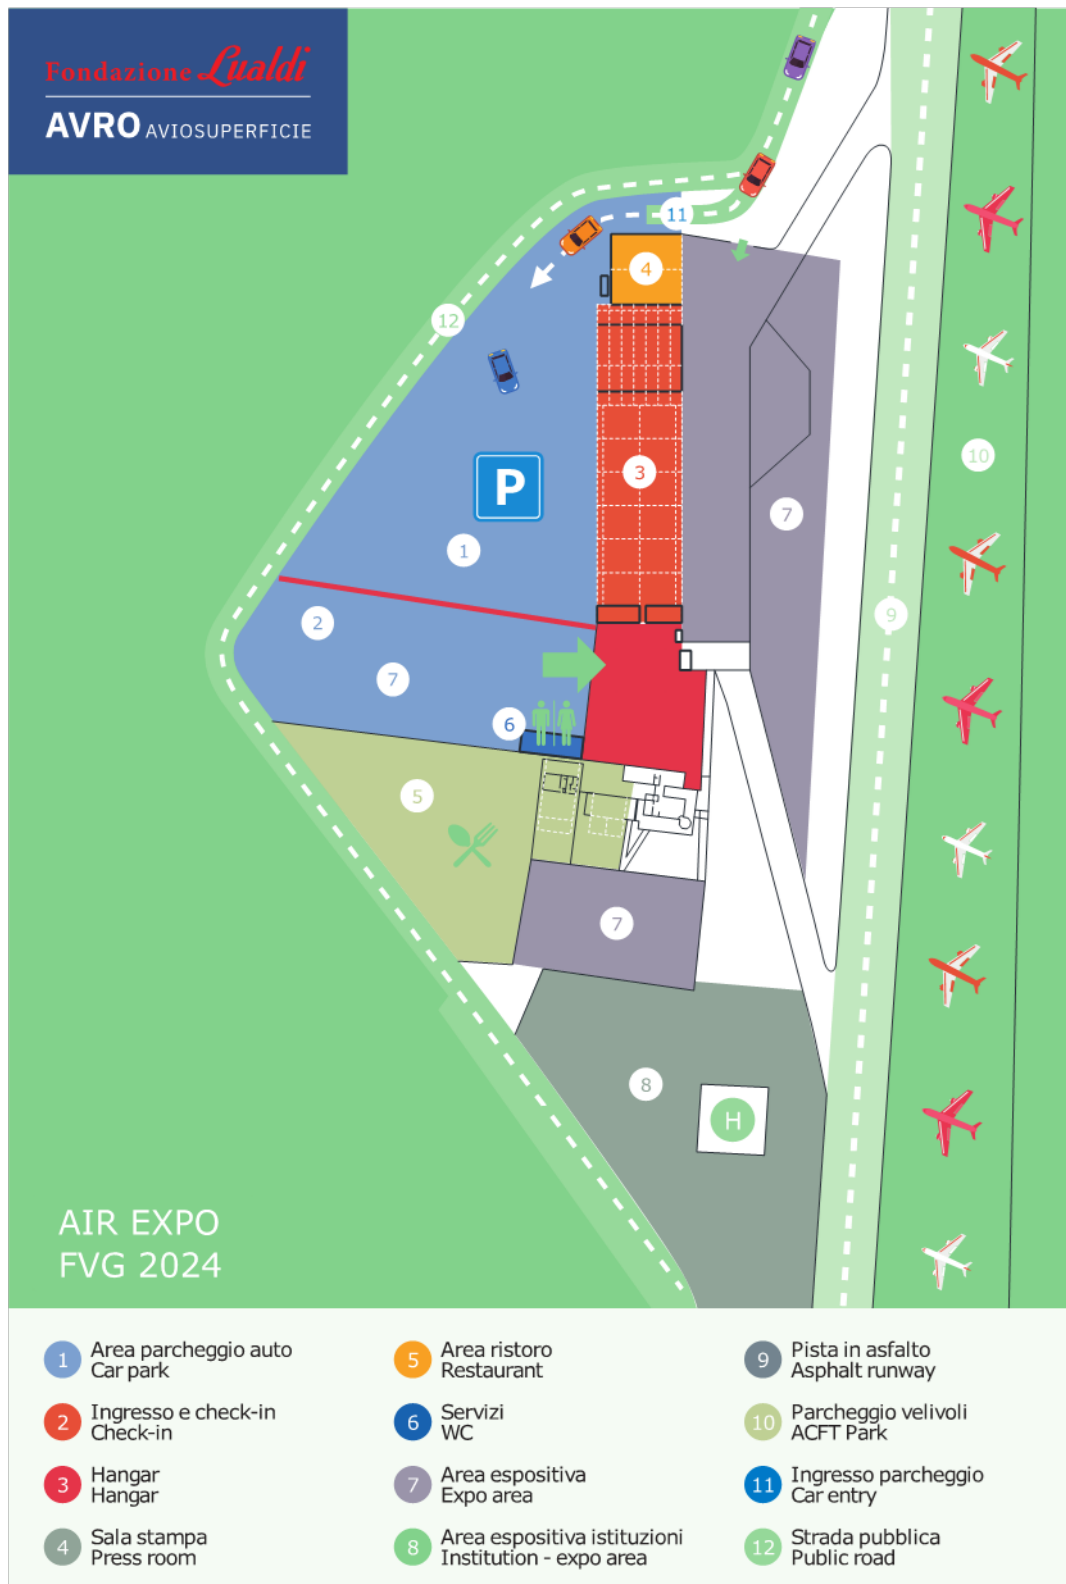 Fondazione Lualdi
AVRO AVIOSUPERFICIE
11
4
12
3
10
P
7
1
9
2
7
6
5
7
8
H
AIR EXPO
FVG 2024
1 Area parcheggio auto
Car park
2 Ingresso e check-in
Check-in
3 Hangar
Hangar
4 Sala stampa
Press room
5 Area ristoro
Restaurant
6 Servizi
WC
7 Area espositiva
Expo area
8 Area espositiva istituzioni
Institution - expo area
9 Pista in asfalto
Asphalt runway
10 Parcheggio velivoli
ACFT Park
11 Ingresso parcheggio
Car entry
12 Strada pubblica
Public road